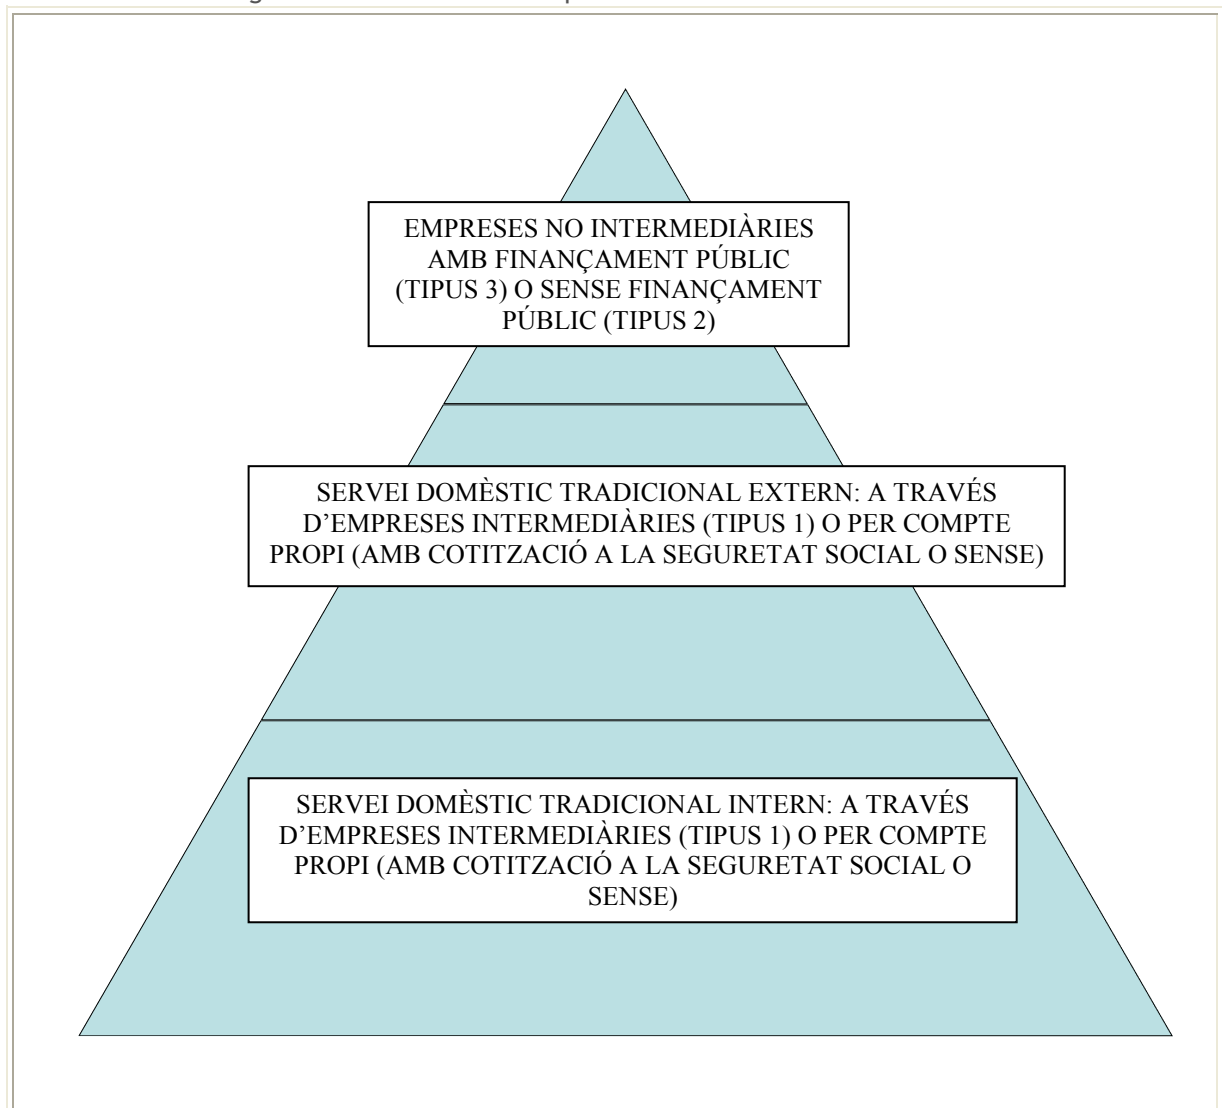 EMPRESES NO INTERMEDIÀRIES
AMB FINANÇAMENT PÚBLIC
(TIPUS 3) O SENSE FINANÇAMENT
PÚBLIC (TIPUS 2)
SERVEI DOMÈSTIC TRADICIONAL EXTERN: A TRAVÉS
D’EMPRESES INTERMEDIÀRIES (TIPUS 1) O PER COMPTE
PROPI (AMB COTITZACIÓ A LA SEGURETAT SOCIAL O SENSE)
SERVEI DOMÈSTIC TRADICIONAL INTERN: A TRAVÉS
D’EMPRESES INTERMEDIÀRIES (TIPUS 1) O PER COMPTE
PROPI (AMB COTITZACIÓ A LA SEGURETAT SOCIAL O
SENSE)